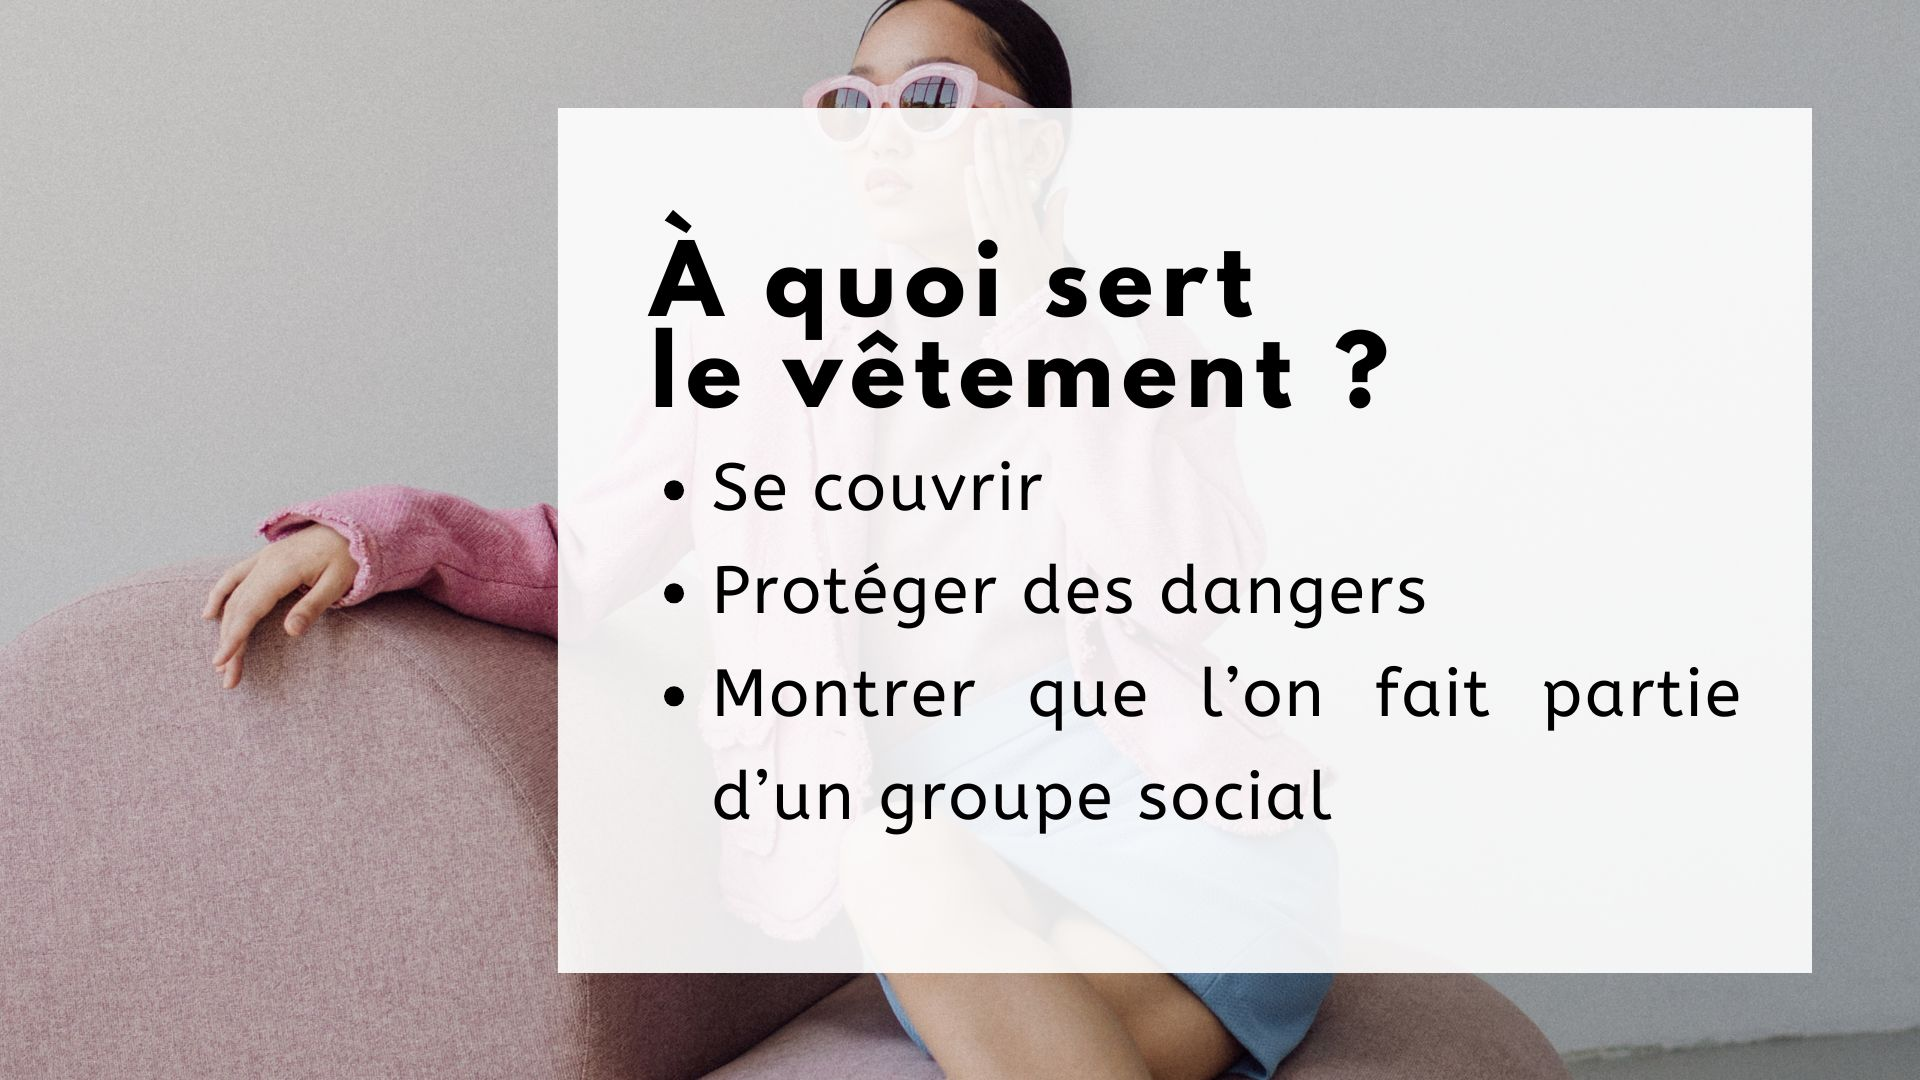 À quoi sert
le vêtement ?
• Se couvrir
• Protéger des dangers
• Montrer que l’on fait partie
d’un groupe social